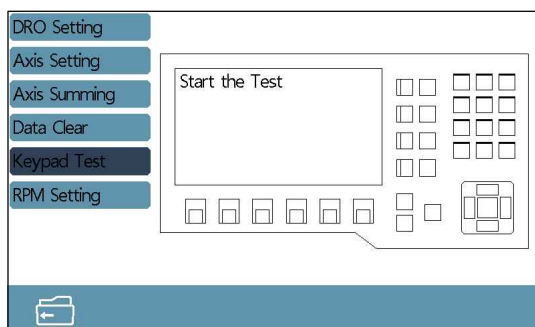 DRO Setting
Axis Setting
Axis Summing
Data Clear
Keypad Test
RPM Setting
Start the Test